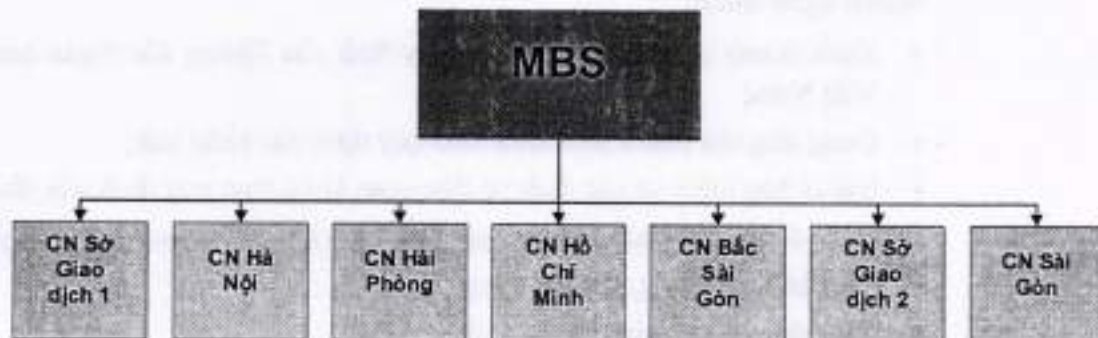 MBS
CN Sở
Giao
dịch 1
CN Hà
Nội
CN Hải
Phòng
CN Hồ
Chí
Minh
CN Bắc
Sài
Gòn
CN Sở
Giao
dịch 2
CN Sài
Gòn